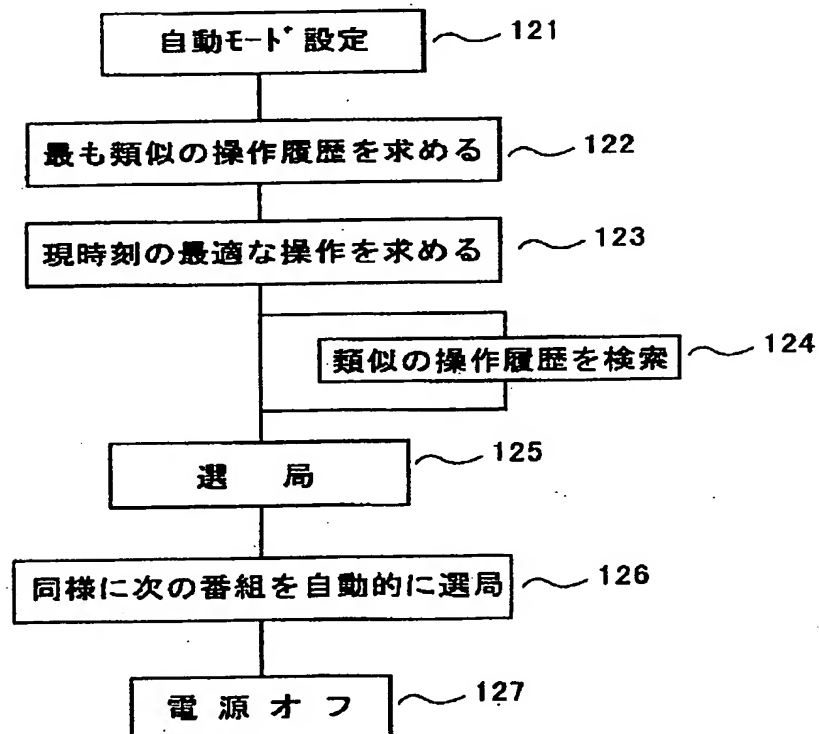 自動モード設定 121
最も類似の操作履歴を求める 122
現時刻の最適な操作を求める 123
類似の操作履歴を検索 124
選 局 125
同様に次の番組を自動的に選局 126
電源オフ 127